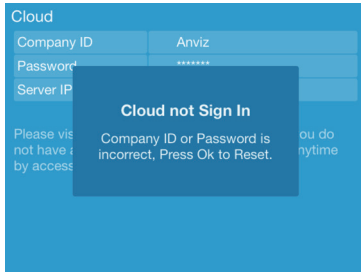 Cloud
Company ID Anviz
Password *******
Server IP
Cloud not Sign In
Company ID or Password is
incorrect, Press Ok to Reset.
Please ou do
not have nytime
by access